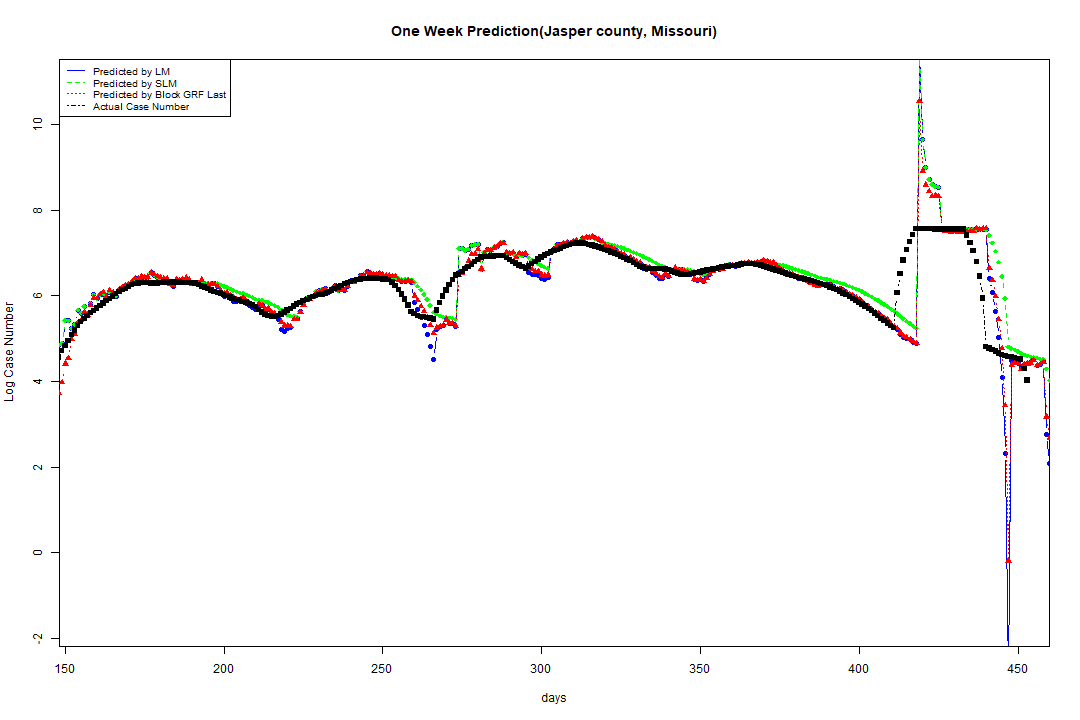 One Week Prediction(Jasper county, Missouri)
Predicted by LM
Predicted by SLM
Predicted by Block GRF Last
Actual Case Number
Log Case Number
10
8
6
4
2
0
-2
150 200 250 300 350 400 450
days